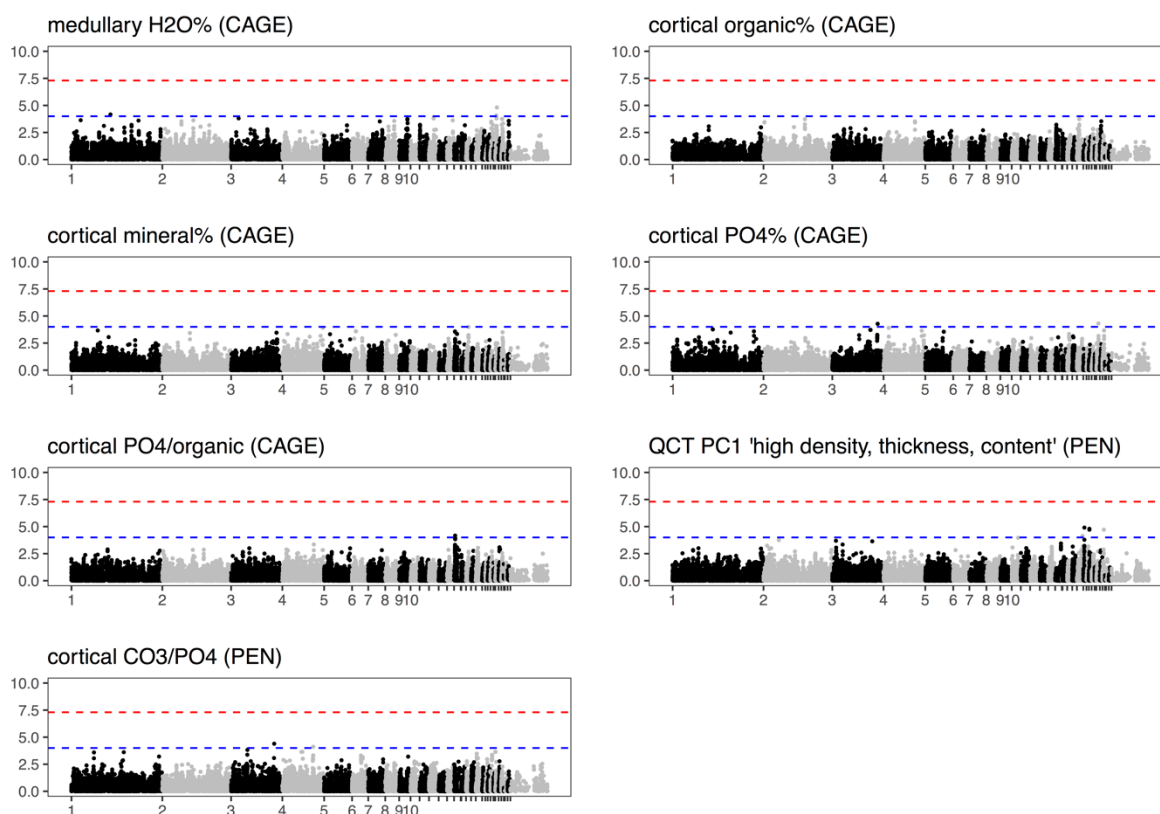 medullary H2O% (CAGE)
10.0
7.5
5.0
2.5
0.0
1 2 3 4 5 6 7 8 910
cortical organic% (CAGE)
10.0
7.5
5.0
2.5
0.0
1 2 3 4 5 6 7 8 910
cortical mineral% (CAGE)
10.0
7.5
5.0
2.5
0.0
1 2 3 4 5 6 7 8 910
cortical PO4% (CAGE)
10.0
7.5
5.0
2.5
0.0
1 2 3 4 5 6 7 8 910
cortical PO4/organic (CAGE)
10.0
7.5
5.0
2.5
0.0
1 2 3 4 5 6 7 8 910
QCT PC1 'high density, thickness, content' (PEN)
10.0
7.5
5.0
2.5
0.0
1 2 3 4 5 6 7 8 910
cortical CO3/PO4 (PEN)
10.0
7.5
5.0
2.5
0.0
1 2 3 4 5 6 7 8 910